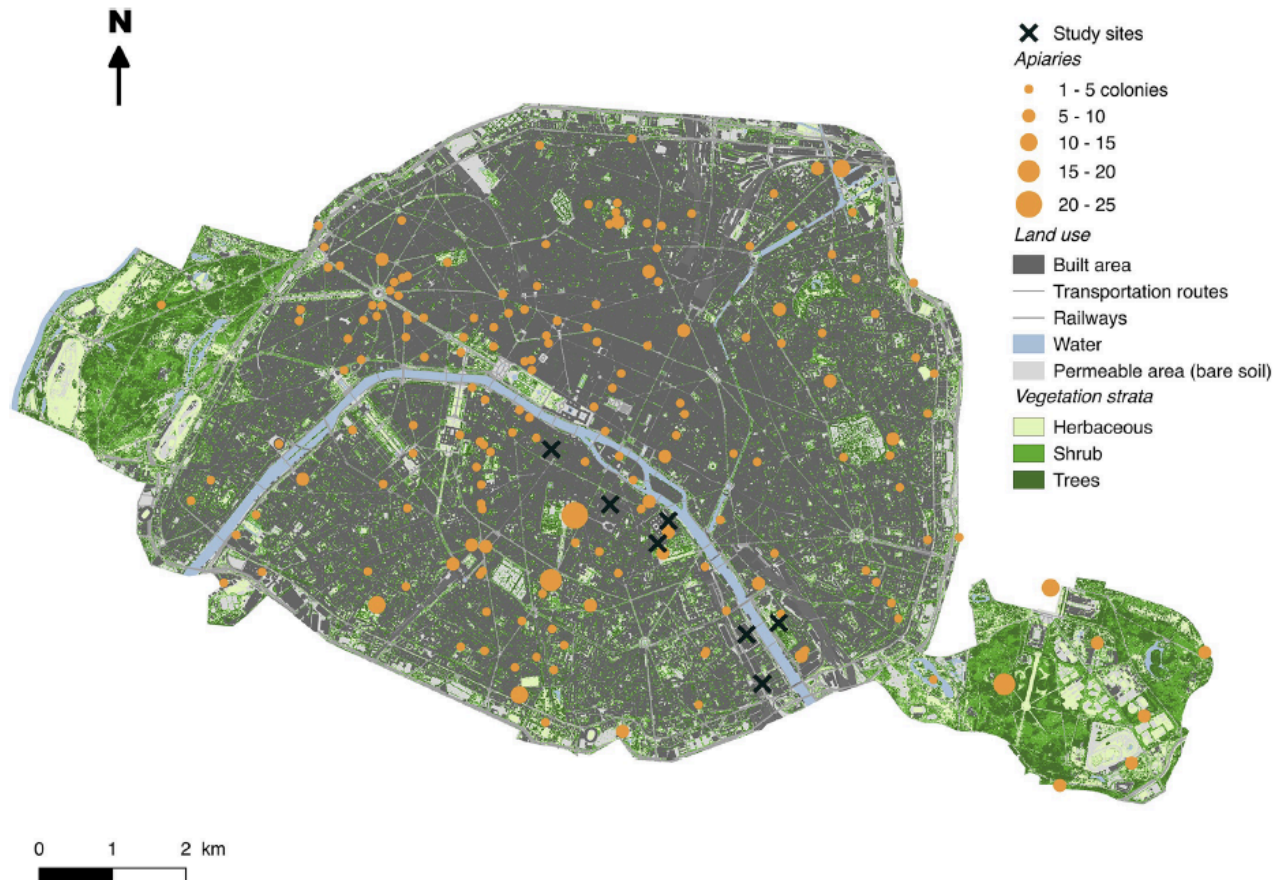 N
Study sites
Apiaries
1 - 5 colonies
5 - 10
10 - 15
15 - 20
20 - 25
Land use
Built area
Transportation routes
Railways
Water
Permeable area (bare soil)
Vegetation strata
Herbaceous
Shrub
Trees
0 1 2 km